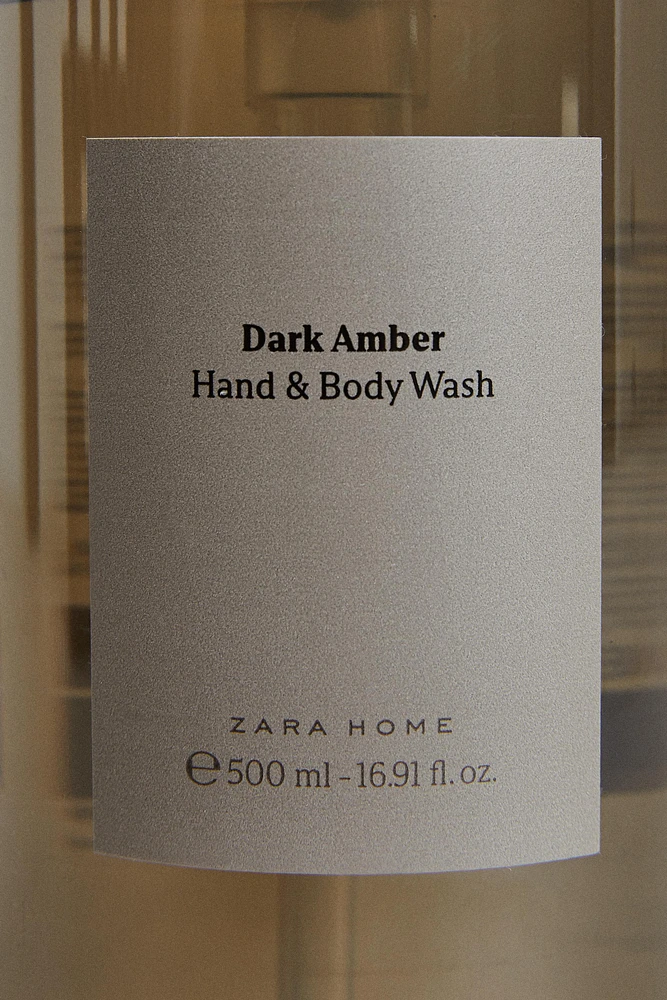 Dark Amber
Hand & Body Wash
ZARA HOME
℮ 500 ml - 16.91 fl. oz.